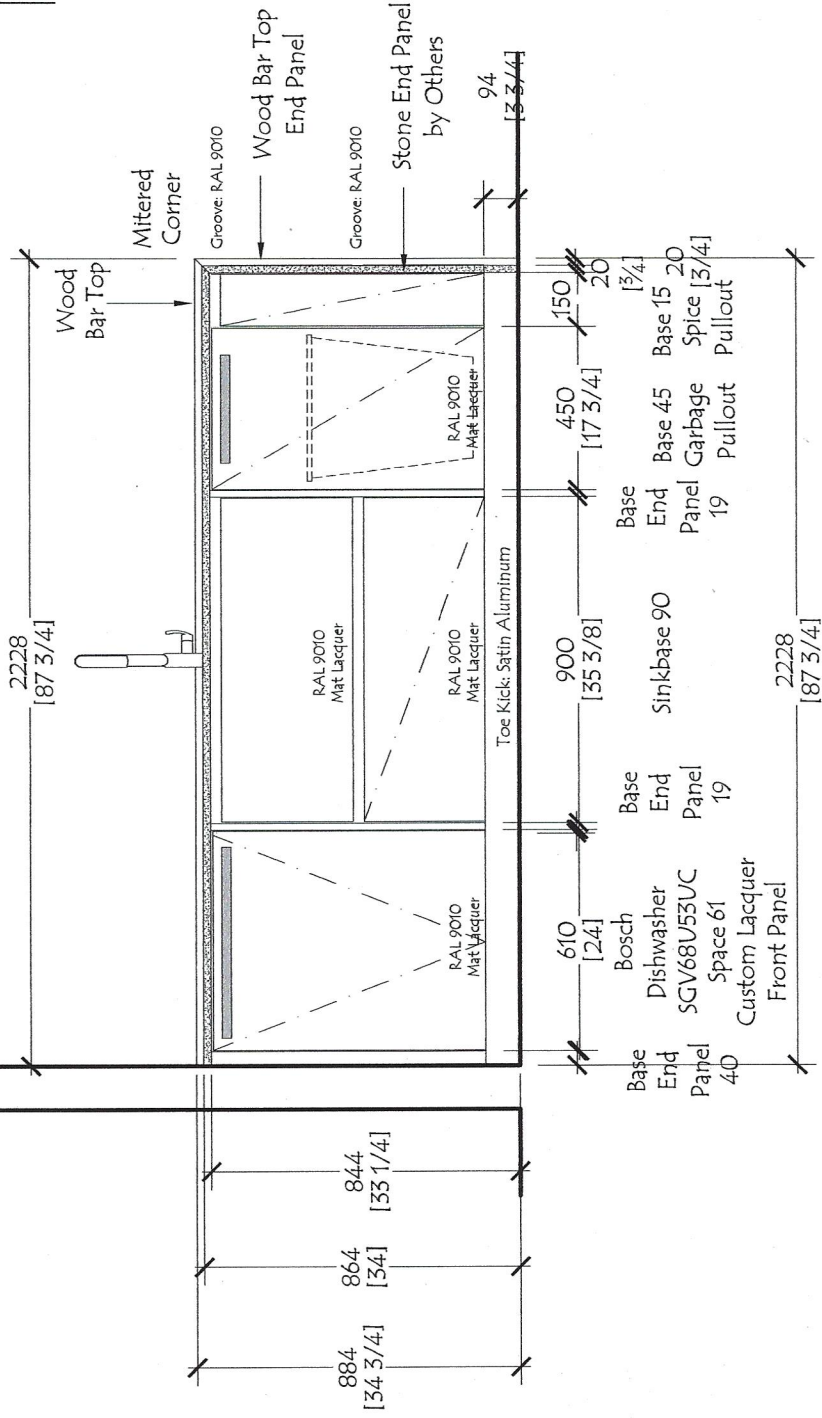 2228
[87 3/4]
Wood
Bar Top
Mitered
Corner
Groove: RAL 9010
Wood Bar Top
End Panel
Groove: RAL 9010
Stone End Panel
by Others
94
[3 3/4]
884
[34 3/4]
864
[34]
844
[33 1/4]
RAL 9010
Mat Lacquer
RAL 9010
Mat Lacquer
RAL 9010
Mat Lacquer
RAL 9010
Mat Lacquer
Toe Kick: Satin Aluminum
610
[24]
900
[35 3/8]
450
[17 3/4]
150
20
[3/4]
20
[3/4]
Base
End
Panel
40
Bosch
Dishwasher
SGV68U53UC
Space 61
Custom Lacquer
Front Panel
Base
End
Panel
19
Sinkbase 90
Base
End
Panel
19
Base 45
Garbage
Pullout
Base 15
Spice
Pullout
2228
[87 3/4]